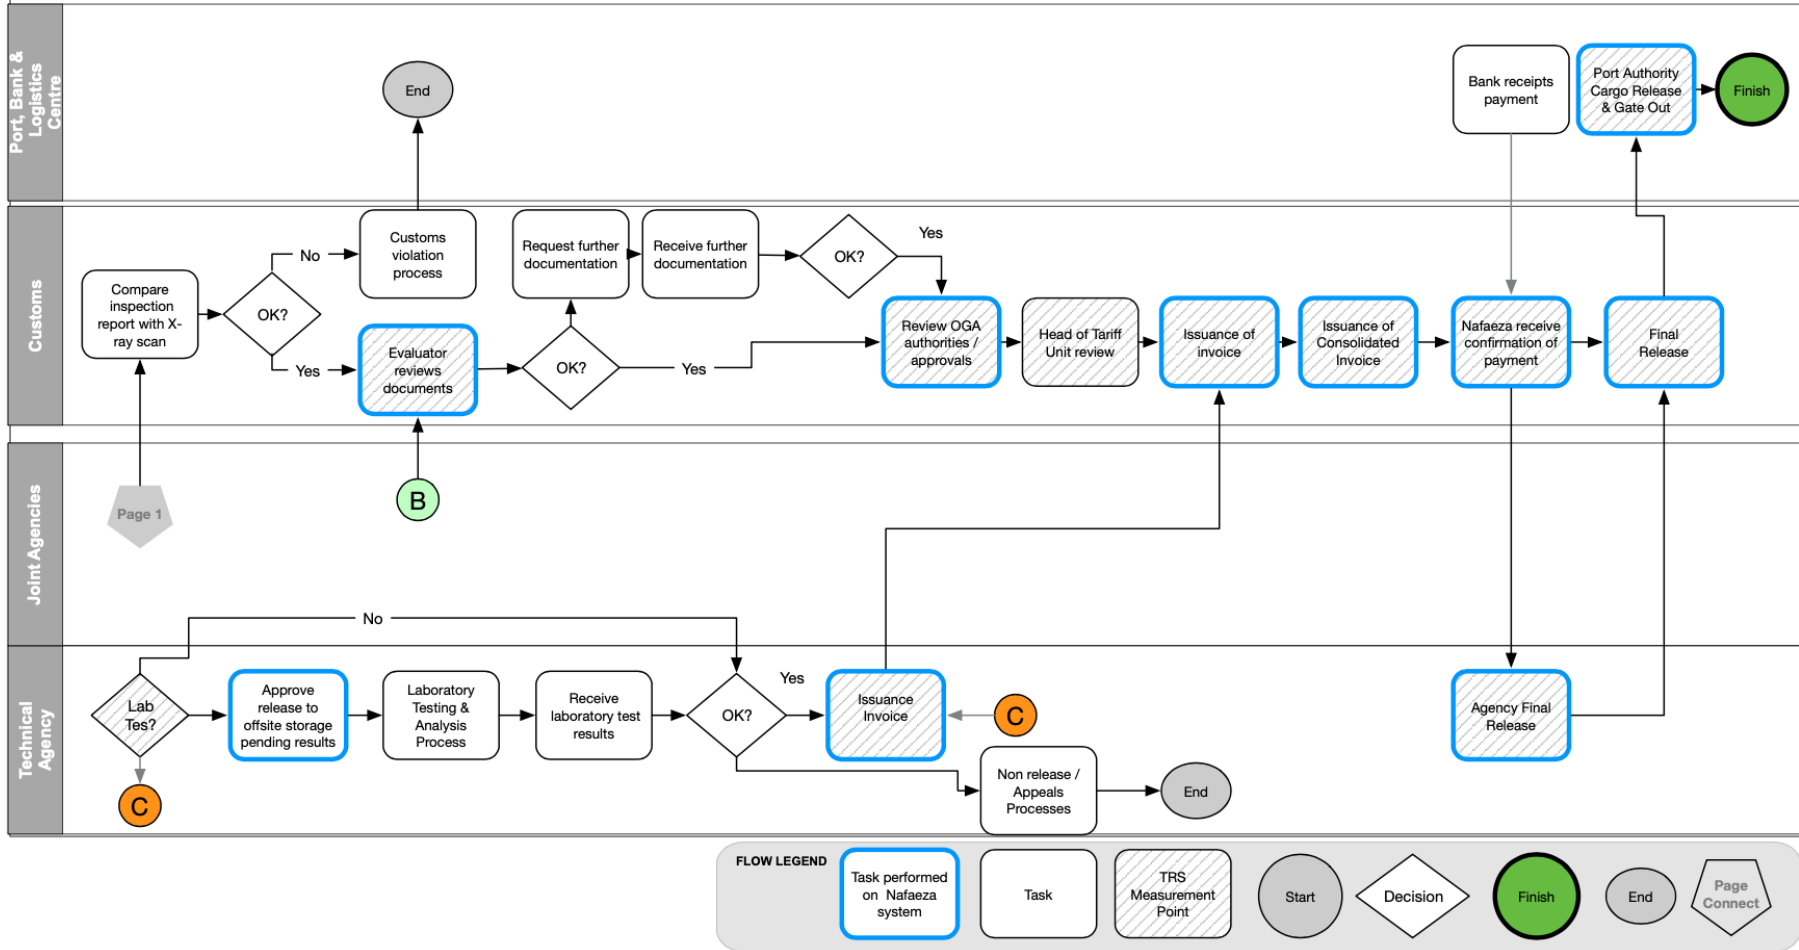 Port, Bank &
Logistics
Centre
End
Bank receipts
payment
Port Authority
Cargo Release
& Gate Out
Finish
Customs
Compare
inspection
report with X-
ray scan
OK?
No
Yes
Customs
violation
process
Evaluator
reviews
documents
Request further
documentation
Receive further
documentation
OK?
Yes
OK?
Yes
Review OGA
authorities /
approvals
Head of Tariff
Unit review
Issuance of
invoice
Issuance of
Consolidated
Invoice
Nafaeza receive
confirmation of
payment
Final
Release
Joint Agencies
Page 1
B
No
Technical
Agency
Lab
Tes?
C
Approve
release to
offsite storage
pending results
Laboratory
Testing &
Analysis
Process
Receive
laboratory test
results
OK?
Yes
Issuance
Invoice
C
Non release /
Appeals
Processes
End
Agency Final
Release
FLOW LEGEND
Task performed
on Nafaeza
system
Task
TRS
Measurement
Point
Start
Decision
Finish
End
Page
Connect